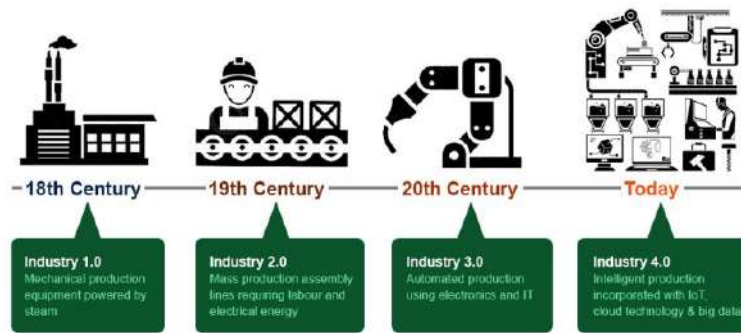 18th Century
19th Century
20th Century
Today
Industry 1.0
Mechanical production
equipment powered by
steam
Industry 2.0
Mass production assembly
lines requiring labour and
electrical energy
Industry 3.0
Automated production
using electronics and IT
Industry 4.0
Intelligent production
incorporated with IoT,
cloud technology & big data